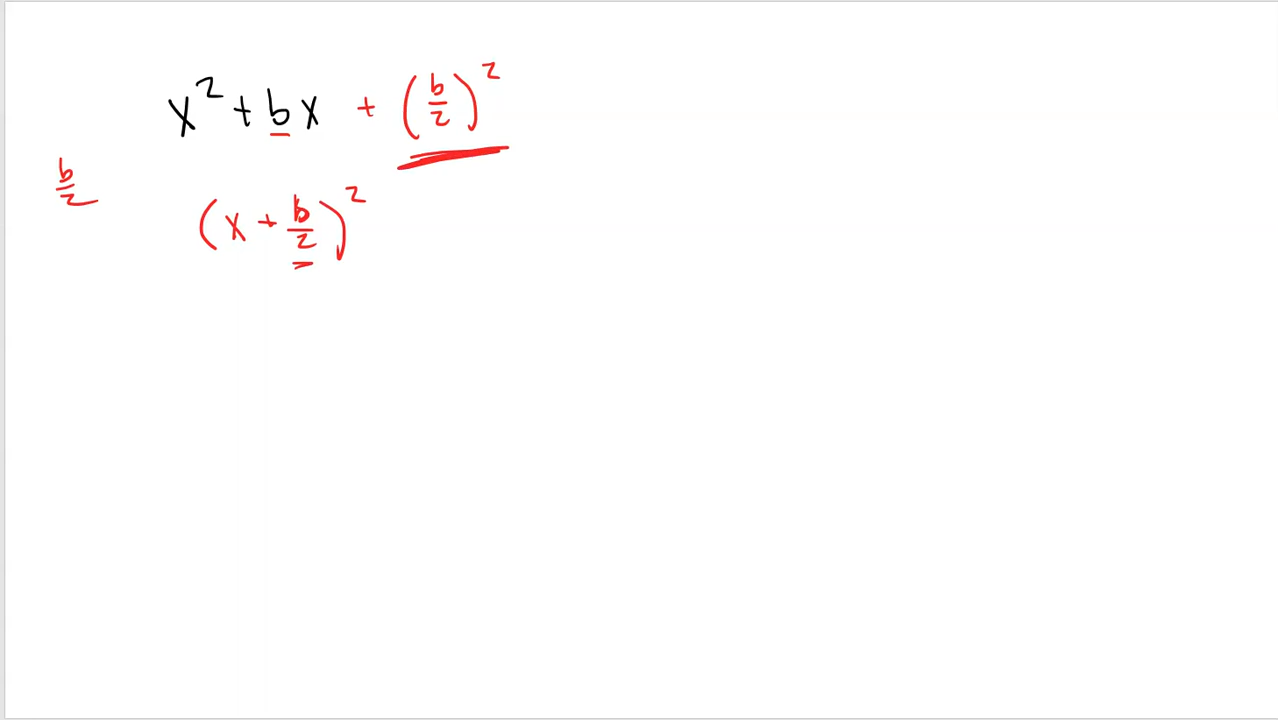 x² + bx + (b/2)²
b/2
(x + b/2)²